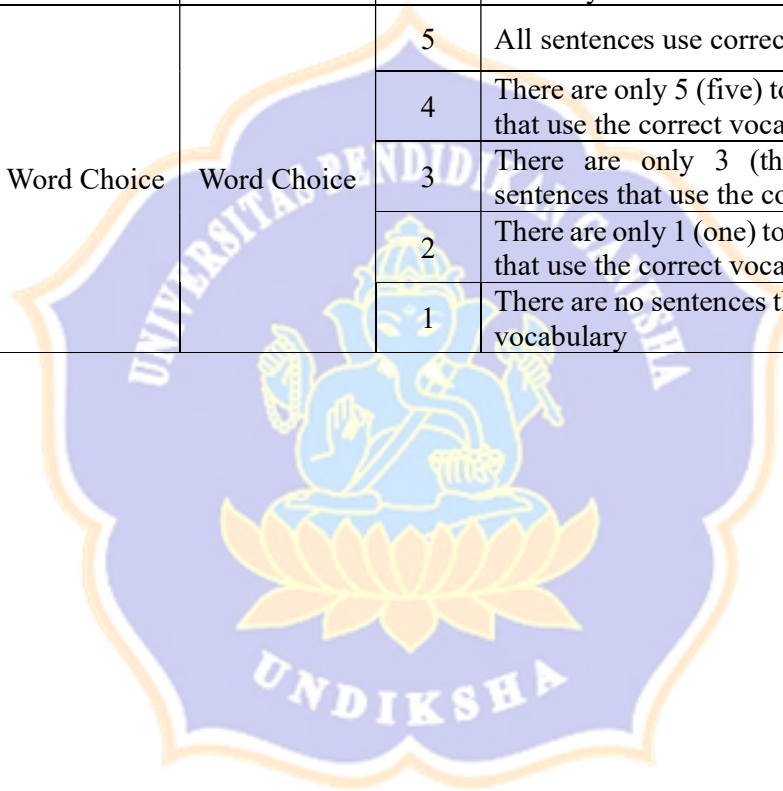 5 All sentences use correc
4 There are only 5 (five) to
that use the correct voca
Word Choice Word Choice 3 There are only 3 (th
sentences that use the co
2 There are only 1 (one) to
that use the correct voca
1 There are no sentences th
vocabulary
UNIVERSITAS PENDIDIKAN GANESHA
UNDIKSHA